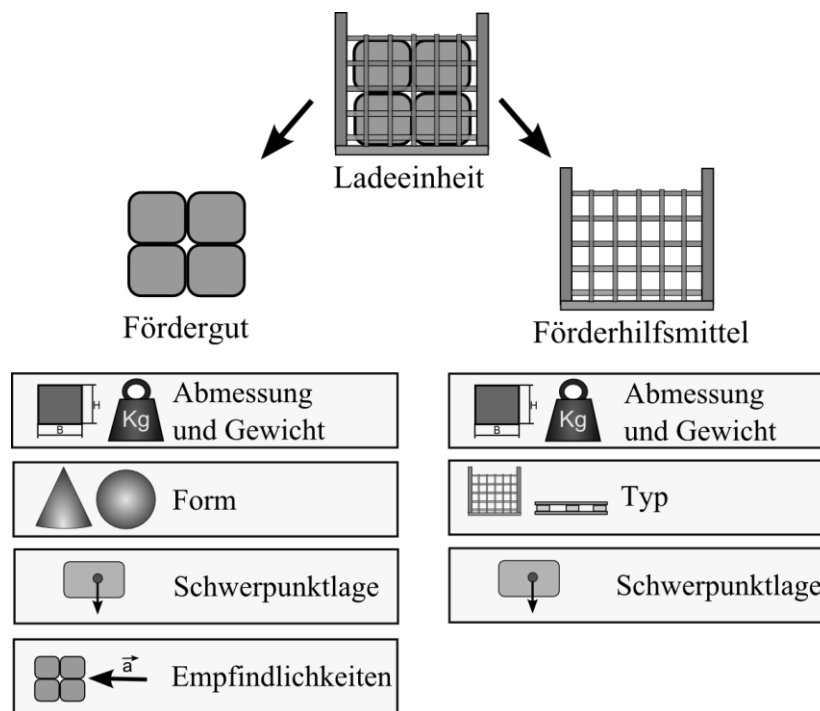 Ladeeinheit
Fördergut
Förderhilfsmittel
H
B
Kg
Abmessung
und Gewicht
Form
Schwerpunktlage
a
Empfindlichkeiten
H
B
Kg
Abmessung
und Gewicht
Typ
Schwerpunktlage